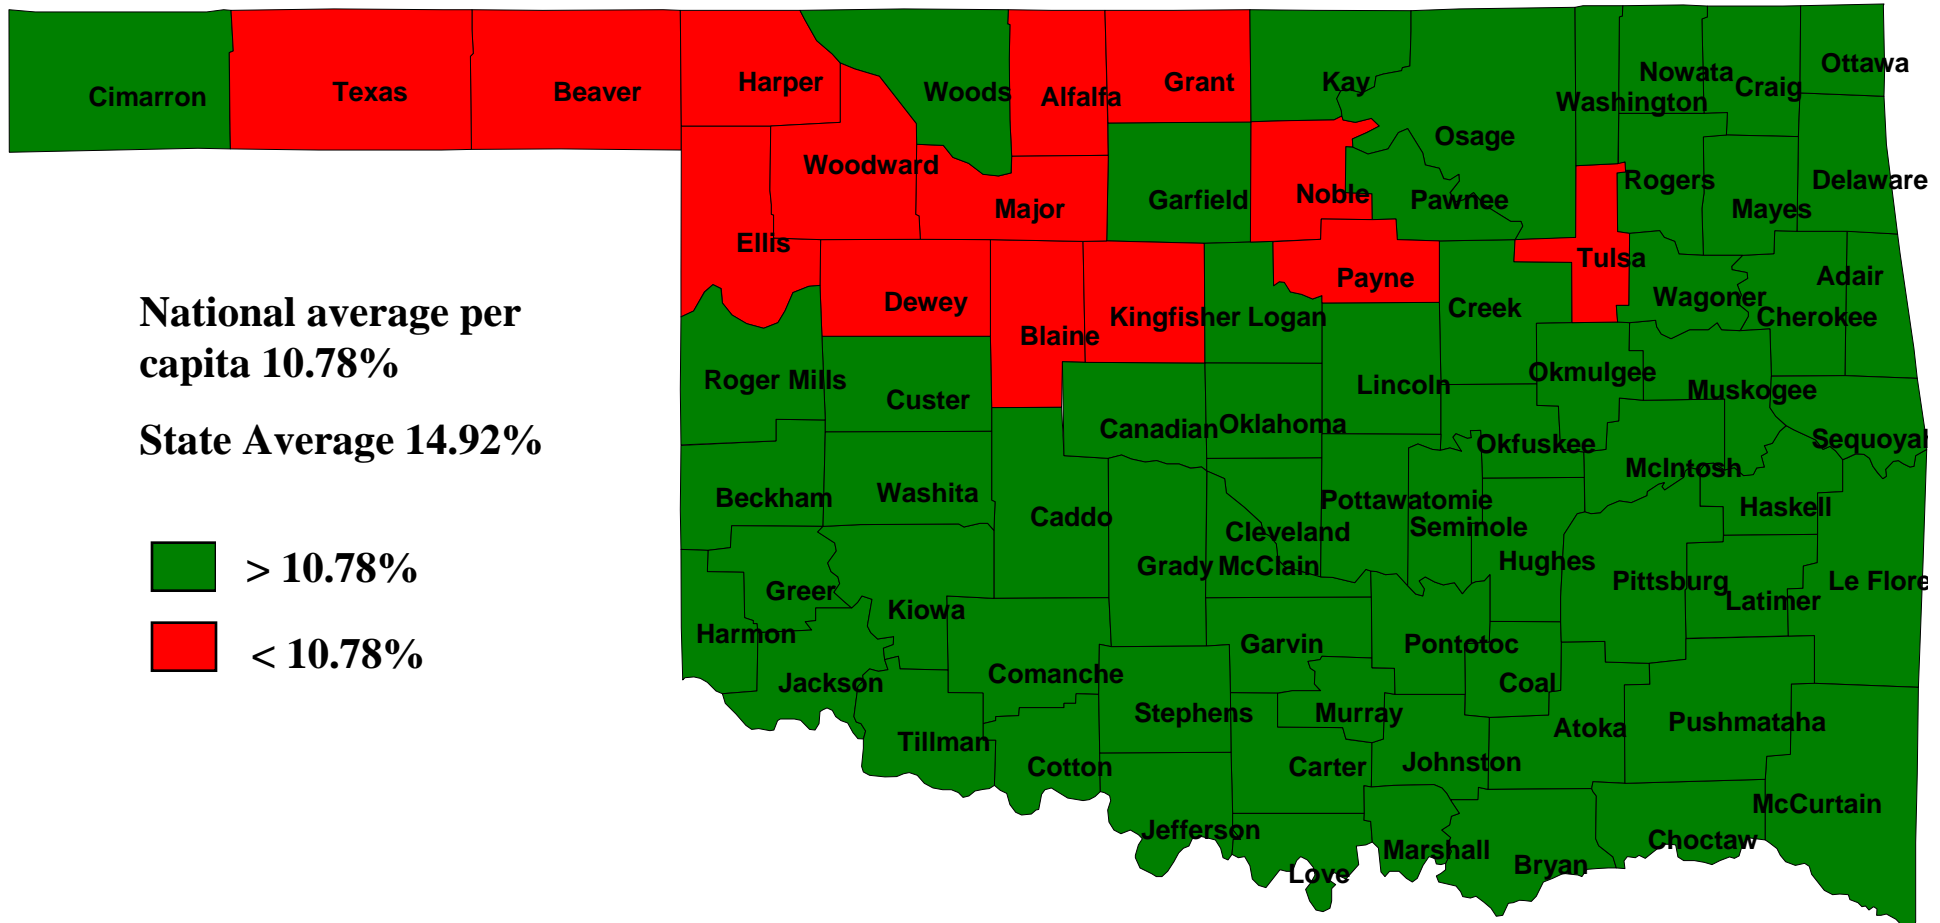 Cimarron
Texas
Beaver
Harper
Woods
Alfalfa
Grant
Kay
Osage
Washington
Nowata
Craig
Ottawa
Woodward
Major
Garfield
Noble
Pawnee
Rogers
Mayes
Delaware
Ellis
Dewey
Blaine
Kingfisher
Logan
Payne
Creek
Tulsa
Wagoner
Cherokee
Adair
National average per
capita 10.78%
State Average 14.92%
> 10.78%
< 10.78%
Roger Mills
Custer
Canadian
Oklahoma
Lincoln
Okmulgee
Muskogee
Okfuskee
McIntosh
Sequoyah
Beckham
Washita
Caddo
Grady
McClain
Cleveland
Pottawatomie
Seminole
Hughes
Haskell
Pittsburg
Latimer
Le Flore
Greer
Kiowa
Harmon
Jackson
Comanche
Garvin
Pontotoc
Coal
Stephens
Murray
Atoka
Pushmataha
Tillman
Cotton
Carter
Johnston
McCurtain
Jefferson
Love
Marshall
Bryan
Choctaw